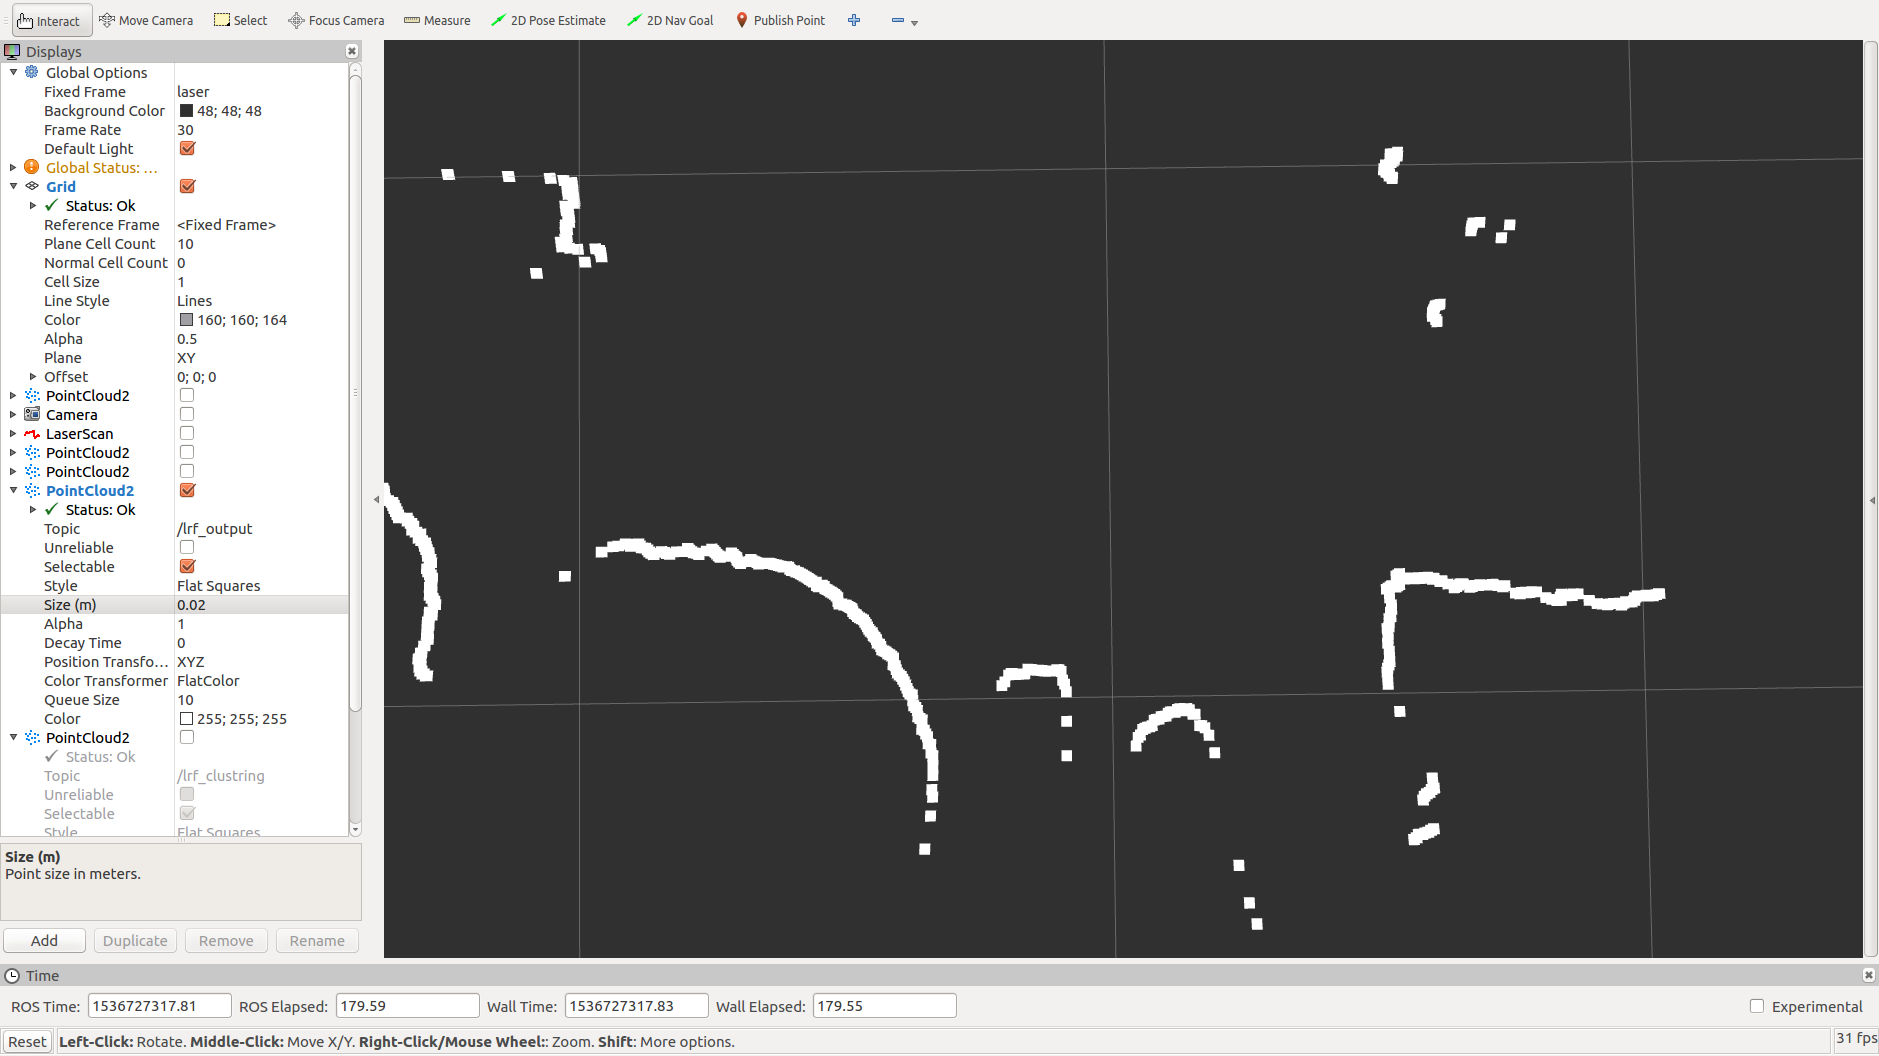 Interact Move Camera Select Focus Camera Measure 2D Pose Estimate 2D Nav Goal Publish Point
Displays
Global Options
Fixed Frame laser
Background Color 48; 48; 48
Frame Rate 30
Default Light
Global Status: ...
Grid
Status: Ok
Reference Frame <Fixed Frame>
Plane Cell Count 10
Normal Cell Count 0
Cell Size 1
Line Style Lines
Color 160; 160; 164
Alpha 0.5
Plane XY
Offset 0; 0; 0
PointCloud2
Camera
LaserScan
PointCloud2
PointCloud2
PointCloud2
Status: Ok
Topic /lrf_output
Unreliable
Selectable
Style Flat Squares
Size (m) 0.02
Alpha 1
Decay Time 0
Position Transfo... XYZ
Color Transformer FlatColor
Queue Size 10
Color 255; 255; 255
PointCloud2
Status: Ok
Topic /lrf_clustring
Unreliable
Selectable
Style Flat Squares
Size (m)
Point size in meters.
Add Duplicate Remove Rename
Time
ROS Time: 1536727317.81 ROS Elapsed: 179.59 Wall Time: 1536727317.83 Wall Elapsed: 179.55 Experimental
Reset Left-Click: Rotate. Middle-Click: Move X/Y. Right-Click/Mouse Wheel:: Zoom. Shift: More options. 31 fps